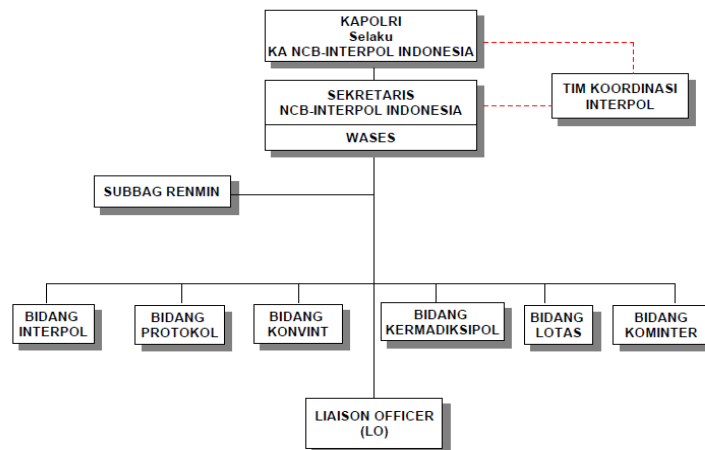 KAPOLRI
Selaku
KA NCB-INTERPOL INDONESIA
SEKRETARIS
NCB-INTERPOL INDONESIA
WASES
TIM KOORDINASI
INTERPOL
SUBBAG RENMIN
BIDANG
INTERPOL
BIDANG
PROTOKOL
BIDANG
KONVINT
BIDANG
KERMADIKSIPOL
BIDANG
LOTAS
BIDANG
KOMINTER
LIAISON OFFICER
(LO)